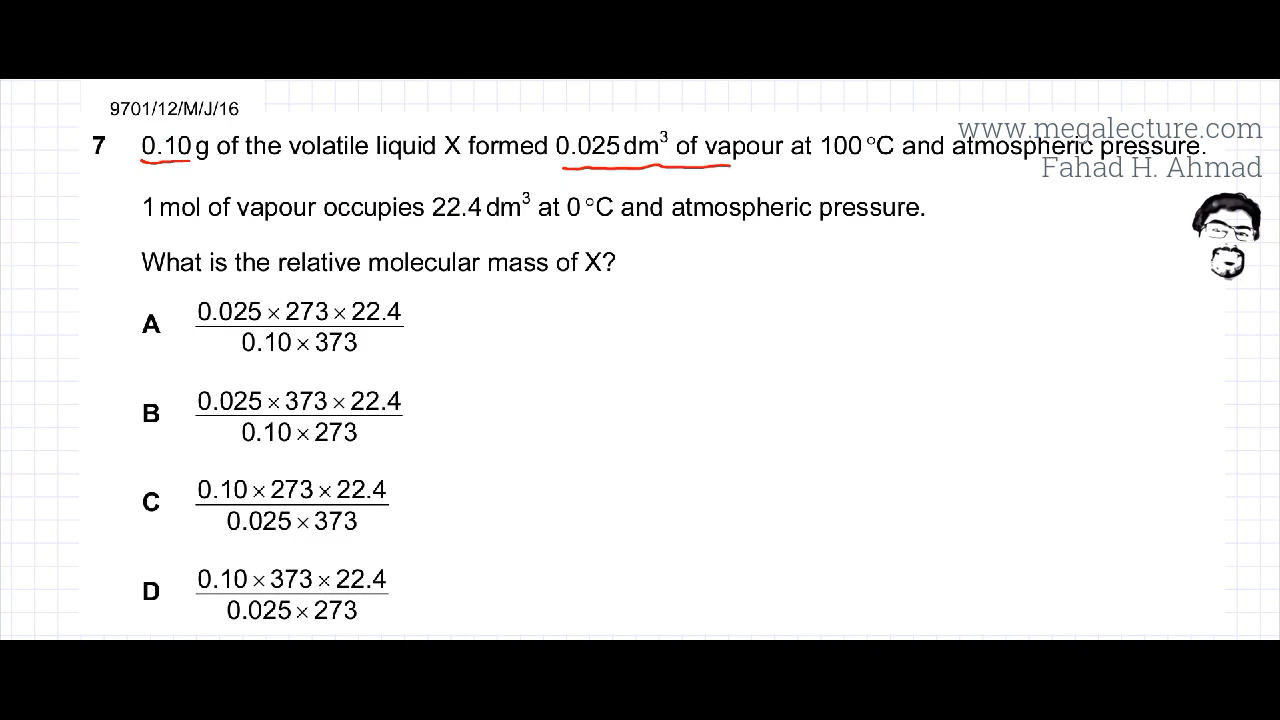 9701/12/M/J/16
www.megalecture.com
7 0.10 g of the volatile liquid X formed 0.025 dm³ of vapour at 100 °C and atmospheric pressure.
Fahad H. Ahmad
1 mol of vapour occupies 22.4 dm³ at 0 °C and atmospheric pressure.
What is the relative molecular mass of X?
A 0.025 × 273 × 22.4
0.10 × 373
B 0.025 × 373 × 22.4
0.10 × 273
C 0.10 × 273 × 22.4
0.025 × 373
D 0.10 × 373 × 22.4
0.025 × 273